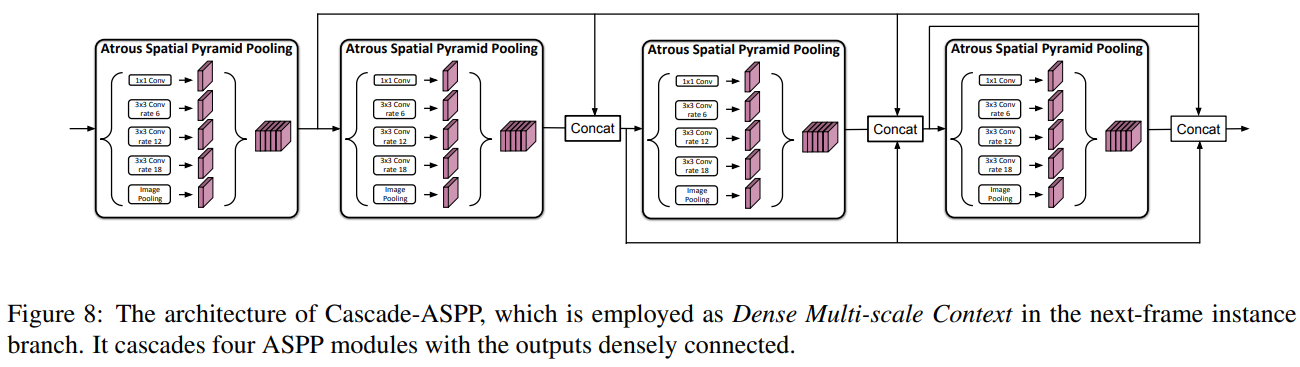 Atrous Spatial Pyramid Pooling
1x1 Conv
3x3 Conv
rate 6
3x3 Conv
rate 12
3x3 Conv
rate 18
Image
Pooling
Atrous Spatial Pyramid Pooling
1x1 Conv
3x3 Conv
rate 6
3x3 Conv
rate 12
3x3 Conv
rate 18
Image
Pooling
Concat
Atrous Spatial Pyramid Pooling
1x1 Conv
3x3 Conv
rate 6
3x3 Conv
rate 12
3x3 Conv
rate 18
Image
Pooling
Concat
Atrous Spatial Pyramid Pooling
1x1 Conv
3x3 Conv
rate 6
3x3 Conv
rate 12
3x3 Conv
rate 18
Image
Pooling
Concat
Figure 8: The architecture of Cascade-ASPP, which is employed as Dense Multi-scale Context in the next-frame instance
branch. It cascades four ASPP modules with the outputs densely connected.